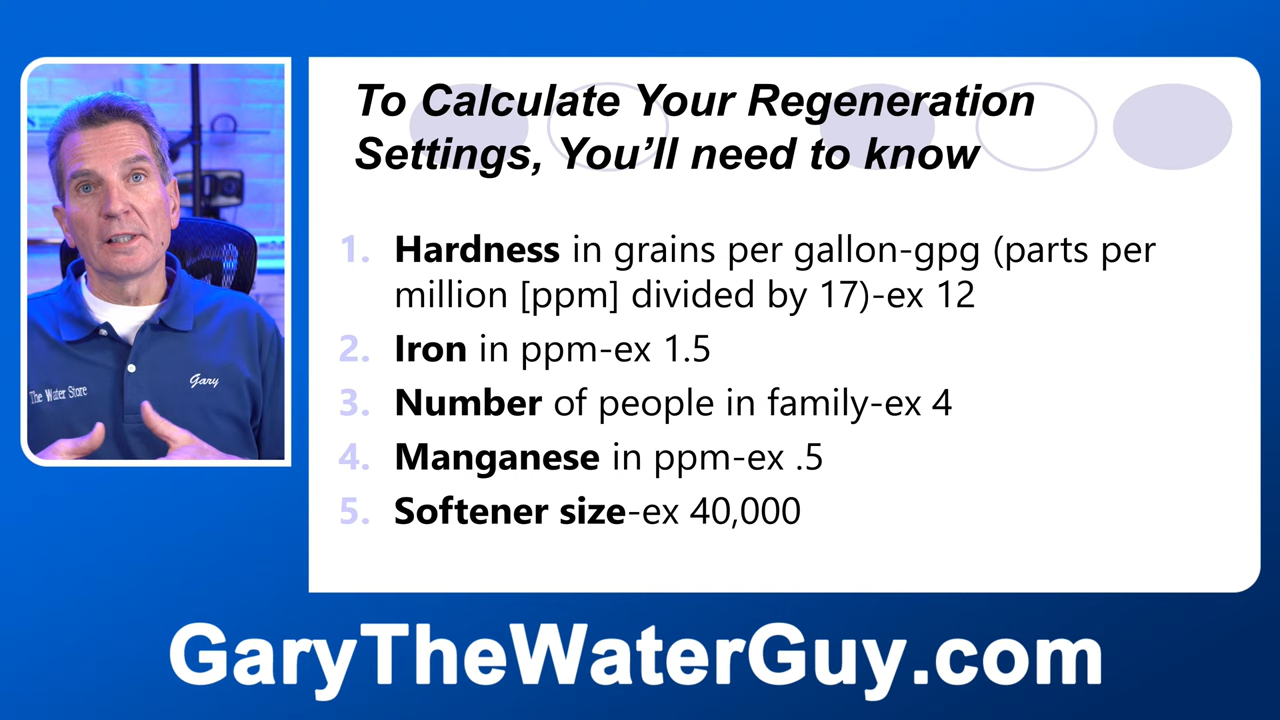 To Calculate Your Regeneration
Settings, You’ll need to know
1. Hardness in grains per gallon-gpg (parts per
million [ppm] divided by 17)-ex 12
2. Iron in ppm-ex 1.5
3. Number of people in family-ex 4
4. Manganese in ppm-ex .5
5. Softener size-ex 40,000
The Water Store
Gary
GaryTheWaterGuy.com